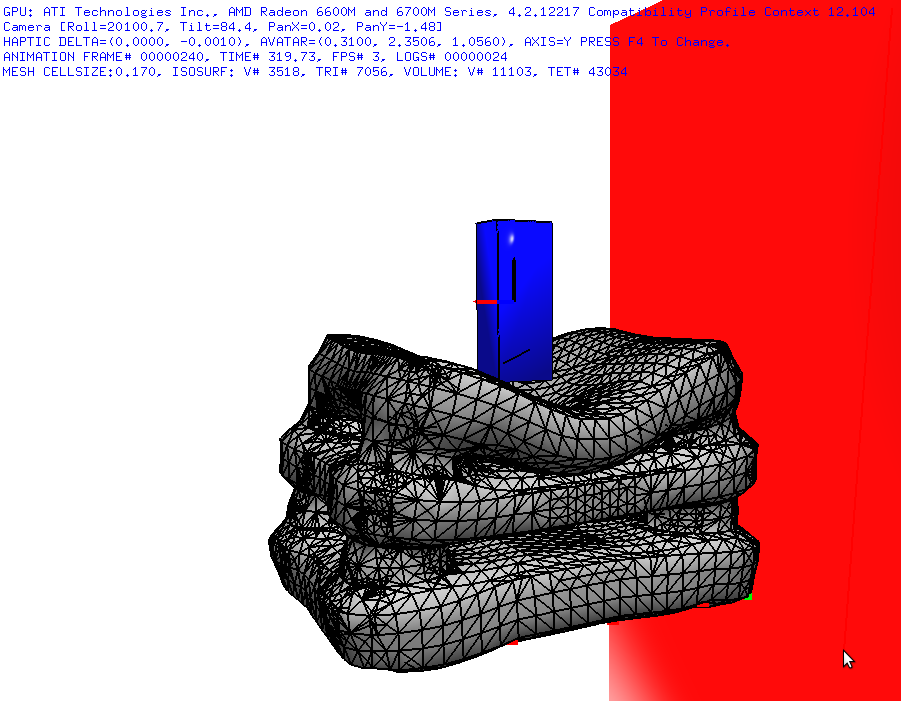 GPU: ATI Technologies Inc., AMD Radeon 6600M and 6700M Series, 4.2.12217 Compatibility Profile Context 12.104
Camera [Roll=20100.7, Tilt=84.4, PanX=0.02, PanY=-1.48]
HAPTIC DELTA=(0.0000, -0.0010), AVATAR=(0.3100, 2.3506, 1.0560), AXIS=Y PRESS F4 To Change.
ANIMATION FRAME# 00000240, TIME# 319.73, FPS# 3, LOGS# 00000024
MESH CELLSIZE:0.170, ISOSURF: V# 3518, TRI# 7056, VOLUME: V# 11103, TET# 43034